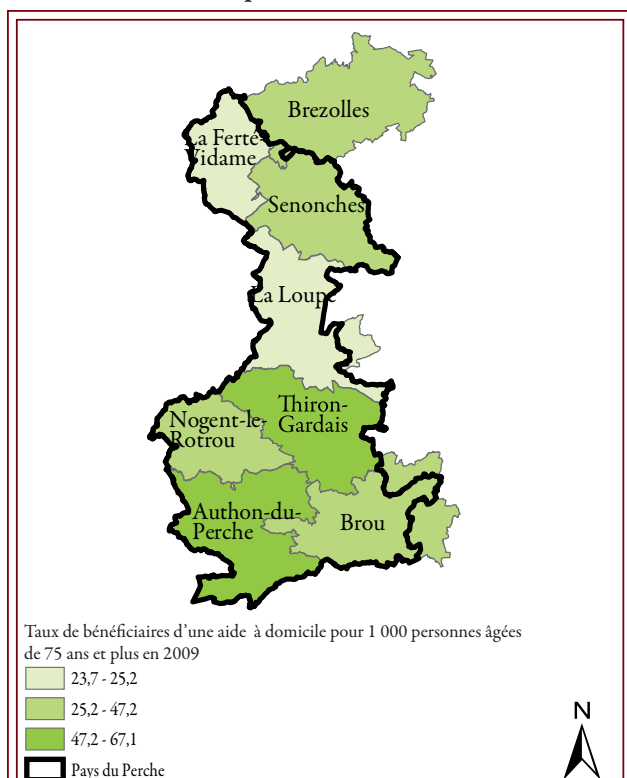 Brezolles
La Ferté-
Vidame
Senonches
La Loupe
Thiron-
Gardais
Nogent-le-
Rotrou
Authon-du-
Perche
Brou
Taux de bénéficiaires d'une aide à domicile pour 1 000 personnes âgées
de 75 ans et plus en 2009
23,7 - 25,2
25,2 - 47,2
47,2 - 67,1
Pays du Perche
N